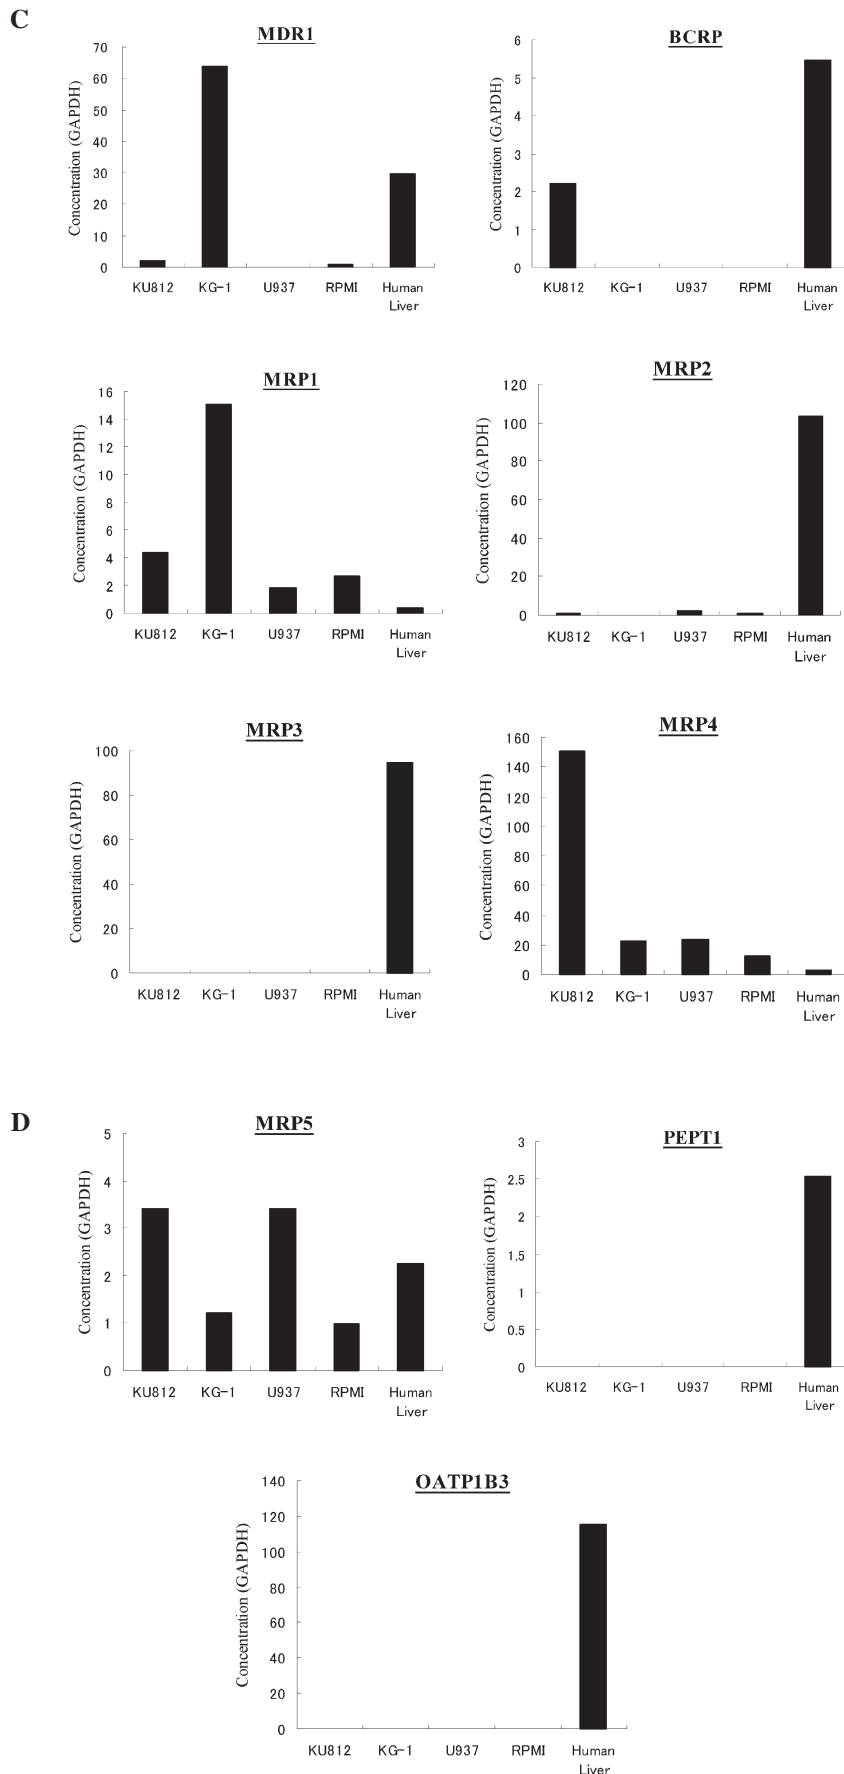 C
MDR1
Concentration (GAPDH)
70
60
50
40
30
20
10
0
KU812 KG-1 U937 RPMI Human Liver
BCRP
Concentration (GAPDH)
6
5
4
3
2
1
0
KU812 KG-1 U937 RPMI Human Liver
MRP1
Concentration (GAPDH)
16
14
12
10
8
6
4
2
0
KU812 KG-1 U937 RPMI Human Liver
MRP2
Concentration (GAPDH)
120
100
80
60
40
20
0
KU812 KG-1 U937 RPMI Human Liver
MRP3
Concentration (GAPDH)
100
80
60
40
20
0
KU812 KG-1 U937 RPMI Human Liver
MRP4
Concentration (GAPDH)
160
140
120
100
80
60
40
20
0
KU812 KG-1 U937 RPMI Human Liver
D
MRP5
Concentration (GAPDH)
5
4
3
2
1
0
KU812 KG-1 U937 RPMI Human Liver
PEPT1
Concentration (GAPDH)
3
2.5
2
1.5
1
0.5
0
KU812 KG-1 U937 RPMI Human Liver
OATP1B3
Concentration (GAPDH)
140
120
100
80
60
40
20
0
KU812 KG-1 U937 RPMI Human Liver